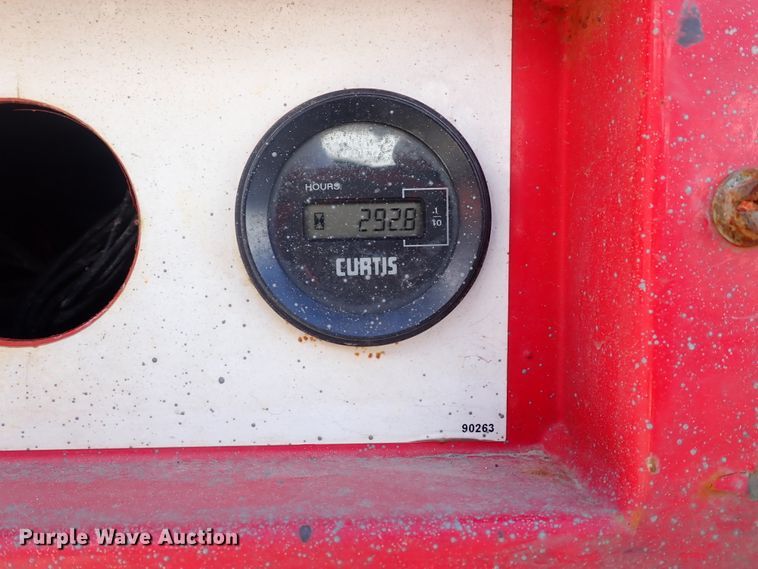 HOURS
292.8
1
10
CURTIS
90263
Purple Wave Auction